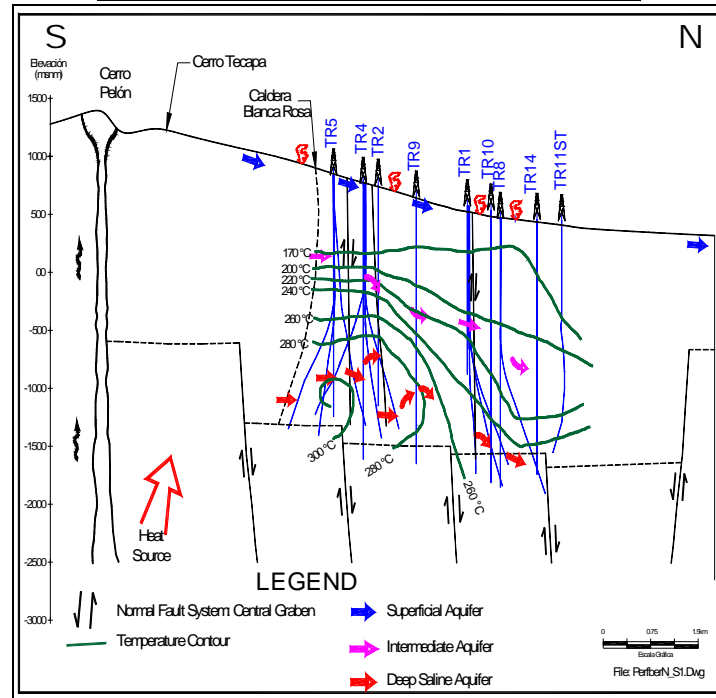 S
N
Elevación
(msnm)
Cerro
Pelón
Cerro Tecapa
Caldera
Blanca Rosa
TR5
TR4
TR2
TR9
TR1
TR10
TR8
TR14
TR11ST
1500
1000
500
00
-500
-1000
-1500
-2000
-2500
-3000
170 °C
200 °C
220 °C
240 °C
260 °C
280 °C
300 °C
280 °C
260 °C
Heat
Source
LEGEND
Normal Fault System: Central Graben
Temperature Contour
Superficial Aquifer
Intermediate Aquifer
Deep Saline Aquifer
0 0.75 1.5km
Escala Gráfica
File: PerfberN_S1.Dwg